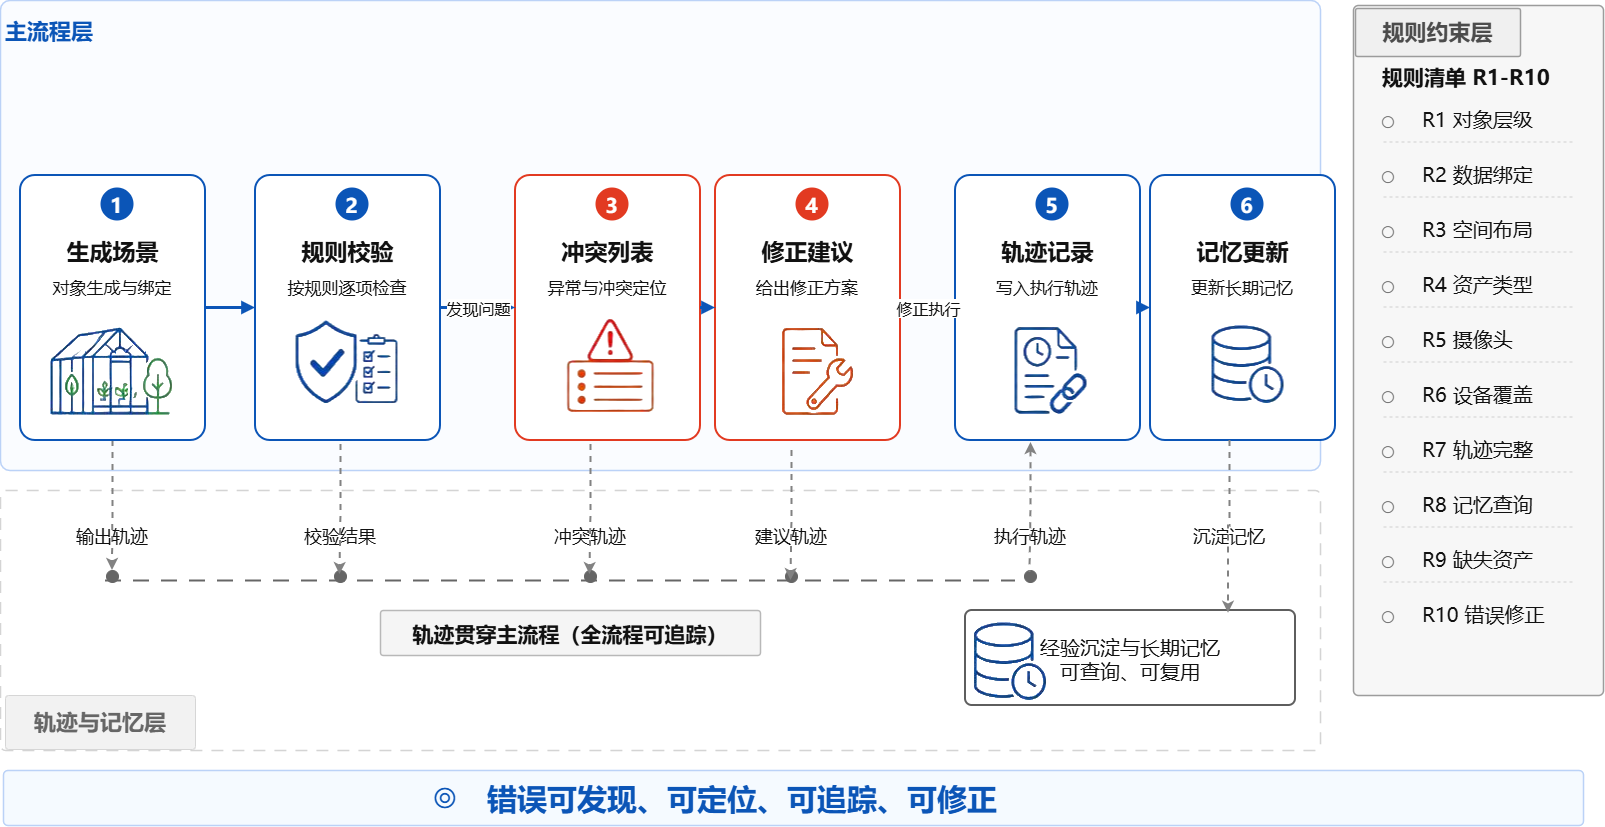 主流程层
1
生成场景
对象生成与绑定
2
规则校验
按规则逐项检查
发现问题
3
冲突列表
异常与冲突定位
4
修正建议
给出修正方案
修正执行
5
轨迹记录
写入执行轨迹
6
记忆更新
更新长期记忆
输出轨迹
校验结果
冲突轨迹
建议轨迹
执行轨迹
沉淀记忆
轨迹贯穿主流程（全流程可追踪）
经验沉淀与长期记忆
可查询、可复用
轨迹与记忆层
规则约束层
规则清单 R1-R10
R1 对象层级
R2 数据绑定
R3 空间布局
R4 资产类型
R5 摄像头
R6 设备覆盖
R7 轨迹完整
R8 记忆查询
R9 缺失资产
R10 错误修正
◎ 错误可发现、可定位、可追踪、可修正